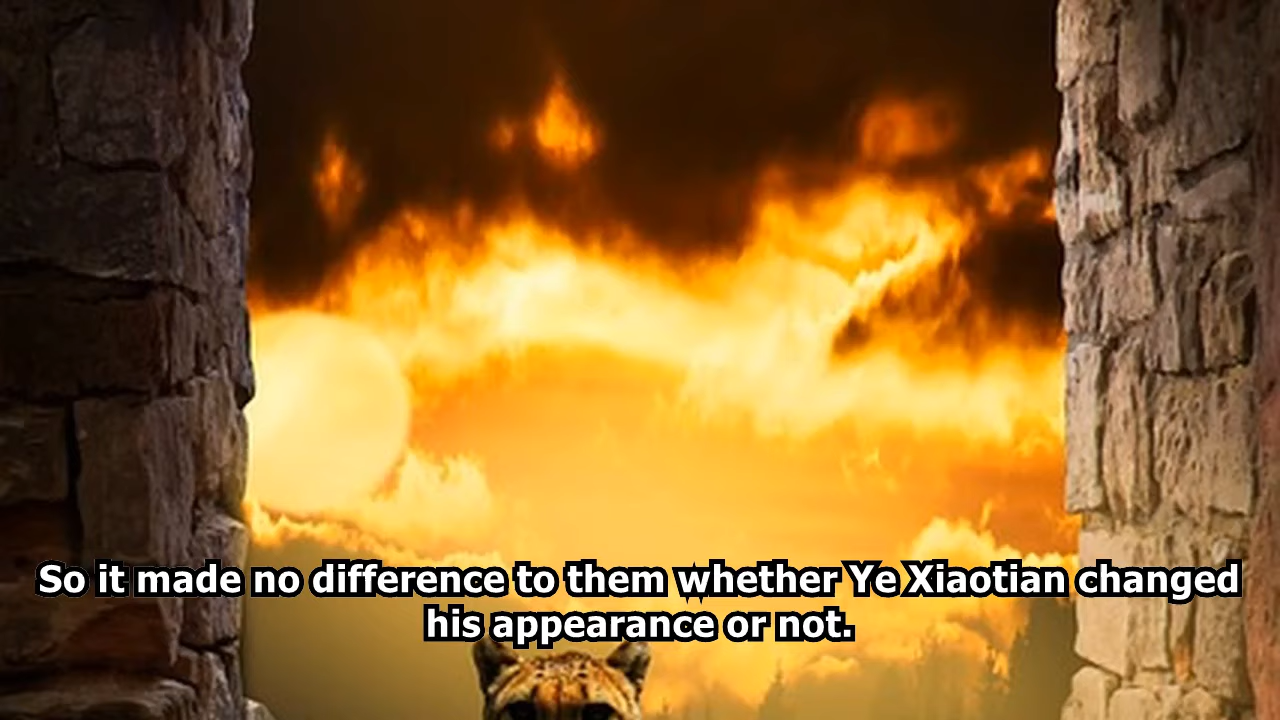 So it made no difference to them whether Ye Xiaotian changed
his appearance or not.